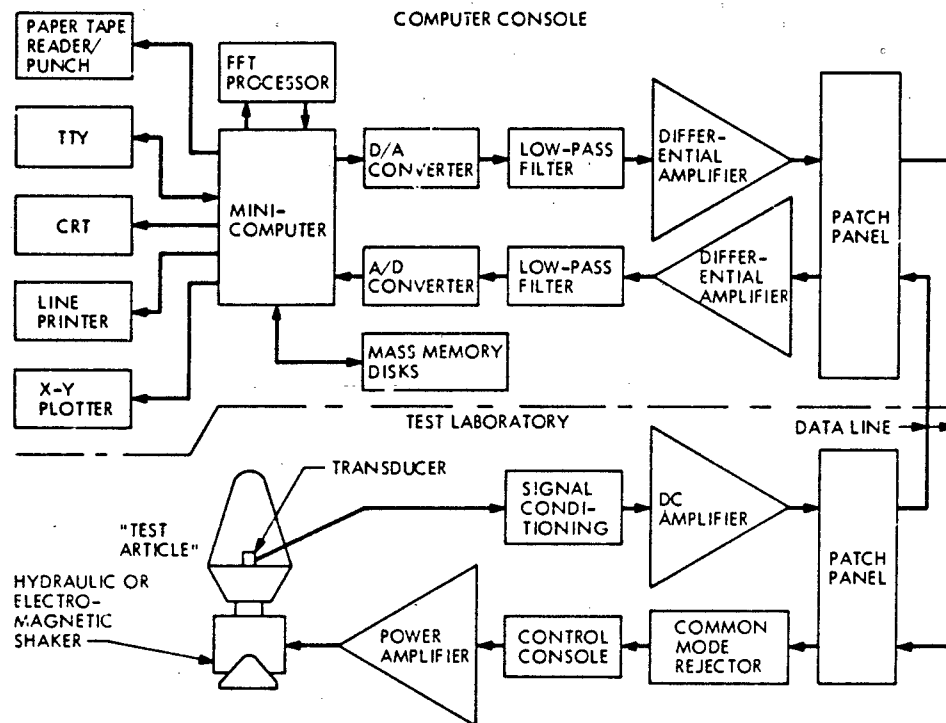 COMPUTER CONSOLE
PAPER TAPE
READER/
PUNCH
FFT
PROCESSOR
TTY
CRT
LINE
PRINTER
X-Y
PLOTTER
MINI-
COMPUTER
D/A
CONVERTER
LOW-PASS
FILTER
DIFFER-
ENTIAL
AMPLIFIER
PATCH
PANEL
A/D
CONVERTER
LOW-PASS
FILTER
DIFFER-
ENTIAL
AMPLIFIER
MASS MEMORY
DISKS
TEST LABORATORY
DATA LINE
TRANSDUCER
"TEST
ARTICLE"
SIGNAL
CONDI-
TIONING
DC
AMPLIFIER
PATCH
PANEL
HYDRAULIC OR
ELECTRO-
MAGNETIC
SHAKER
POWER
AMPLIFIER
CONTROL
CONSOLE
COMMON
MODE
REJECTOR